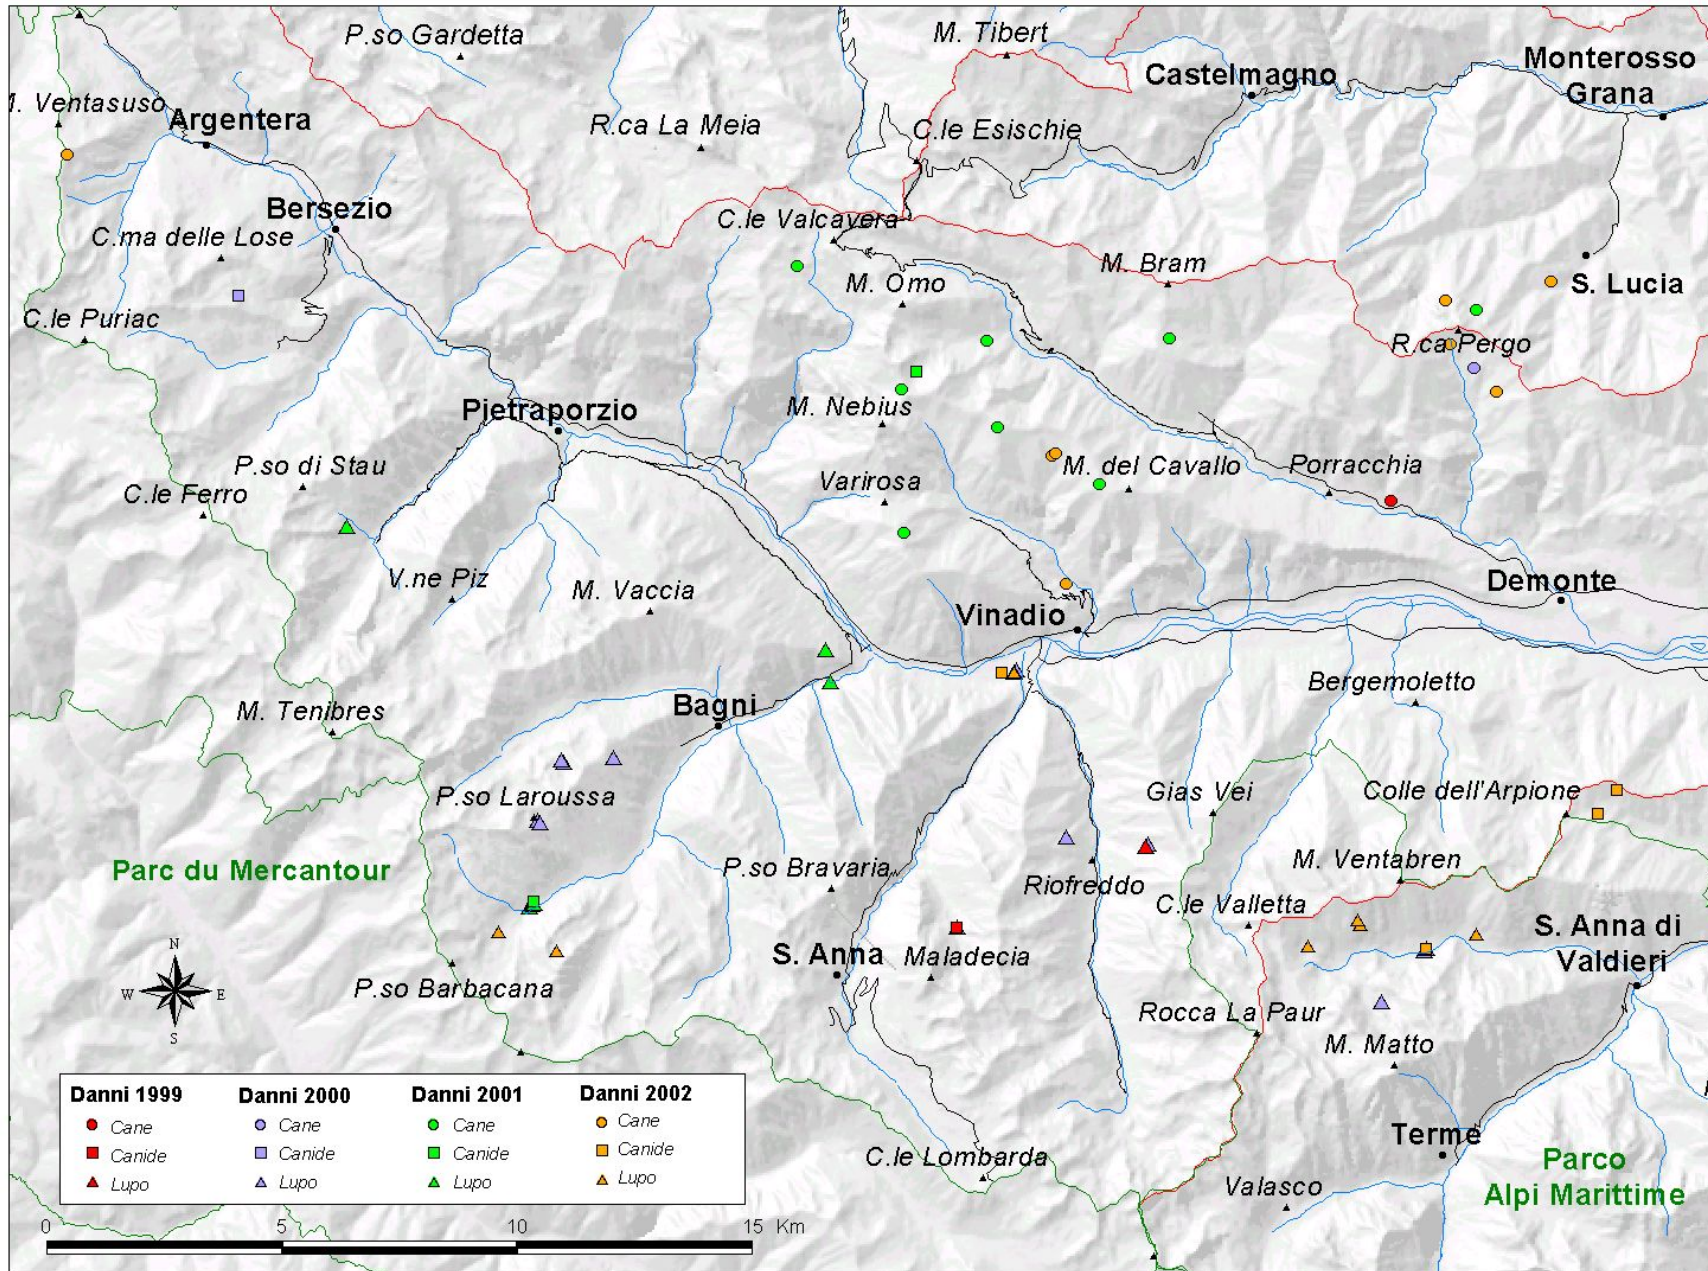 P.so Gardetta
M. Tibert
Monterosso
Grana
Castelmagno
M. Ventasuso
Argentera
R.ca La Meia
C.le Esischie
Bersezio
C.ma delle Lose
C.le Valcavera
M. Bram
M. Omo
S. Lucia
C.le Puriac
R.ca Pergo
Pietraporzio
M. Nebius
P.so di Stau
C.le Ferro
Varirosa
M. del Cavallo
Porracchia
V.ne Piz
M. Vaccia
Vinadio
Demonte
Bergemoletto
M. Tenibres
Bagni
P.so Laroussa
Gias Vei
Colle dell'Arpione
Parc du Mercantour
P.so Bravaria
Riofreddo
M. Ventabren
C.le Valletta
S. Anna di
Valdieri
N
W E
S
P.so Barbacana
S. Anna
Maladecia
Rocca La Paur
M. Matto
Danni 1999 Danni 2000 Danni 2001 Danni 2002
Cane Cane Cane Cane
Canide Canide Canide Canide
Lupo Lupo Lupo Lupo
C.le Lombarda
Terme
Valasco
Parco
Alpi Marittime
0 5 10 15 Km